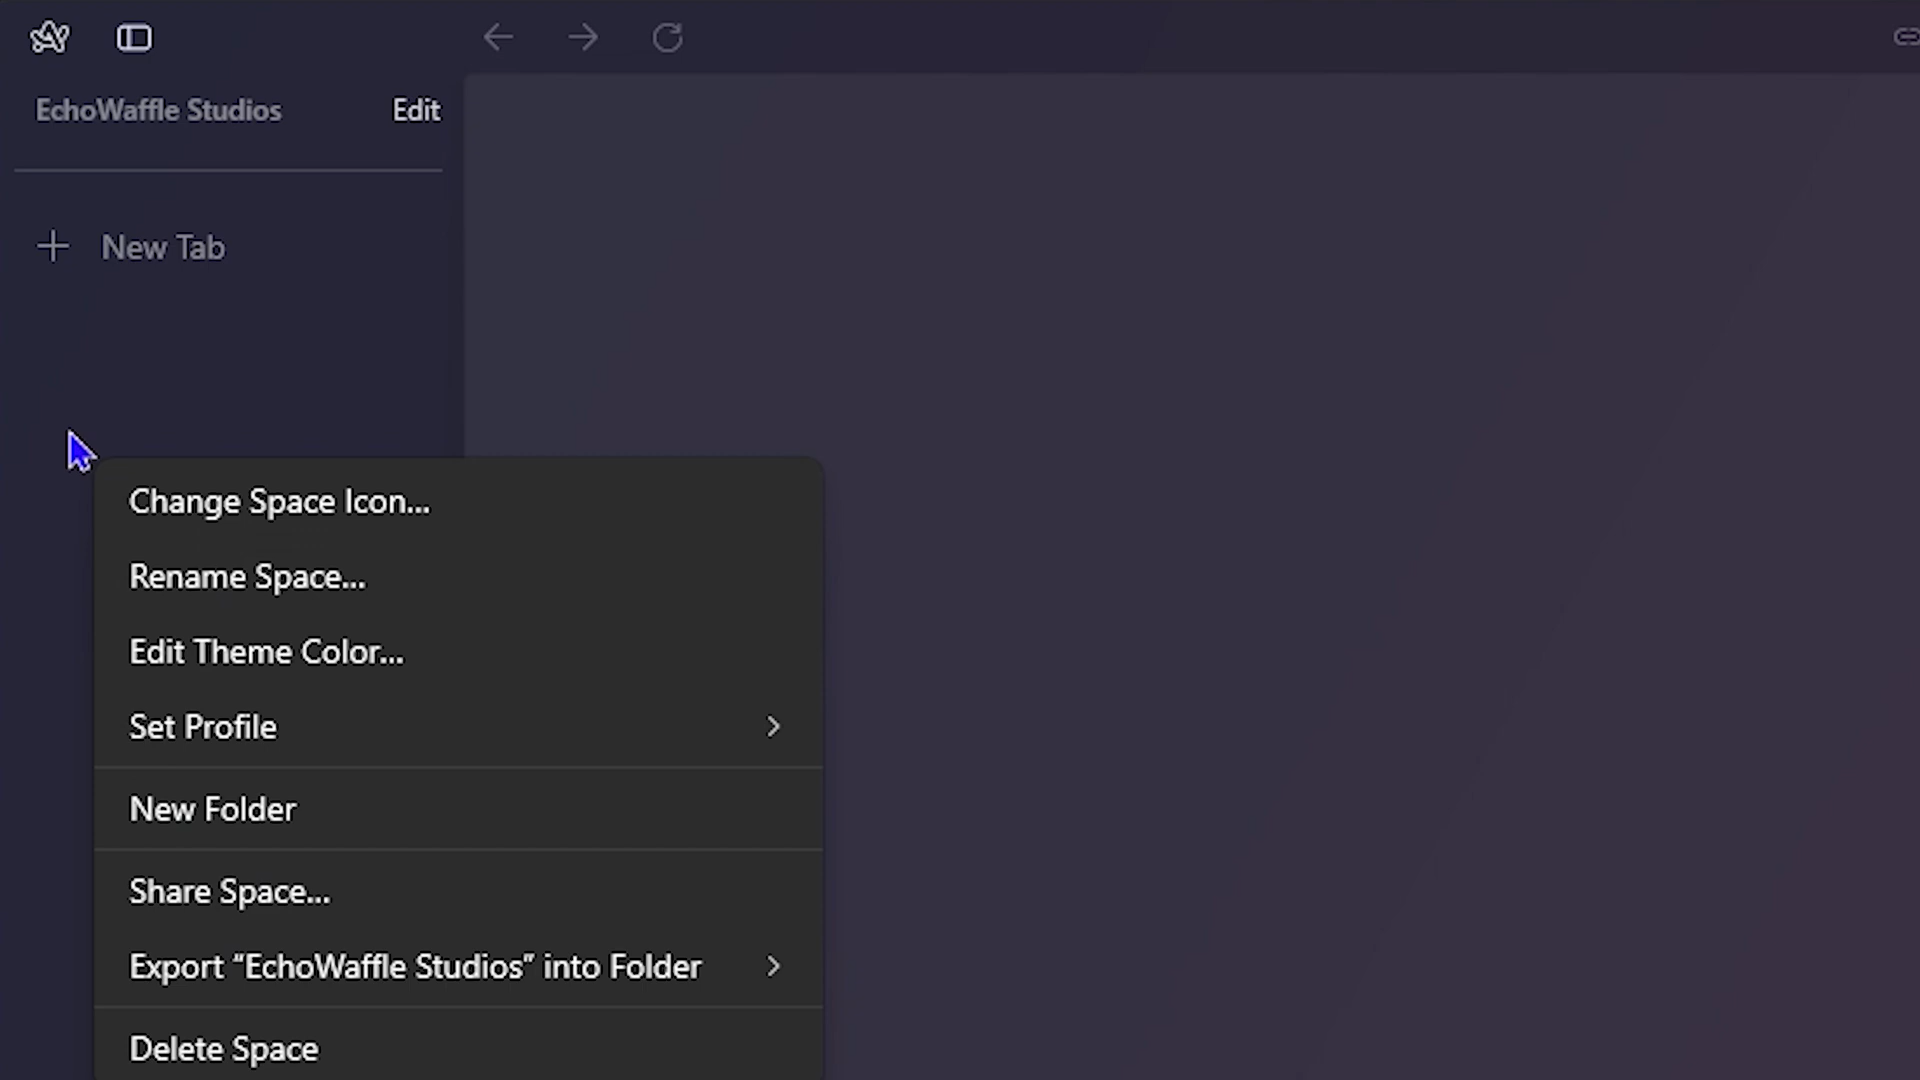 EchoWaffle Studios
Edit
New Tab
Change Space Icon...
Rename Space...
Edit Theme Color...
Set Profile
New Folder
Share Space...
Export “EchoWaffle Studios” into Folder
Delete Space